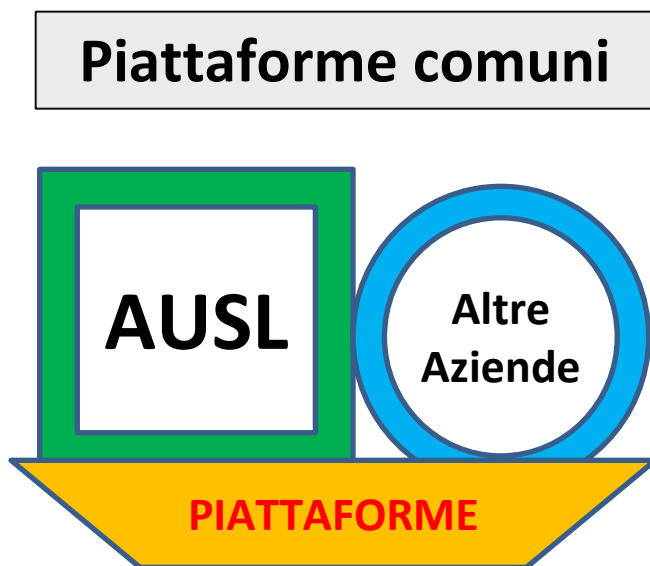 Piattaforme comuni
AUSL
Altre
Aziende
PIATTAFORME